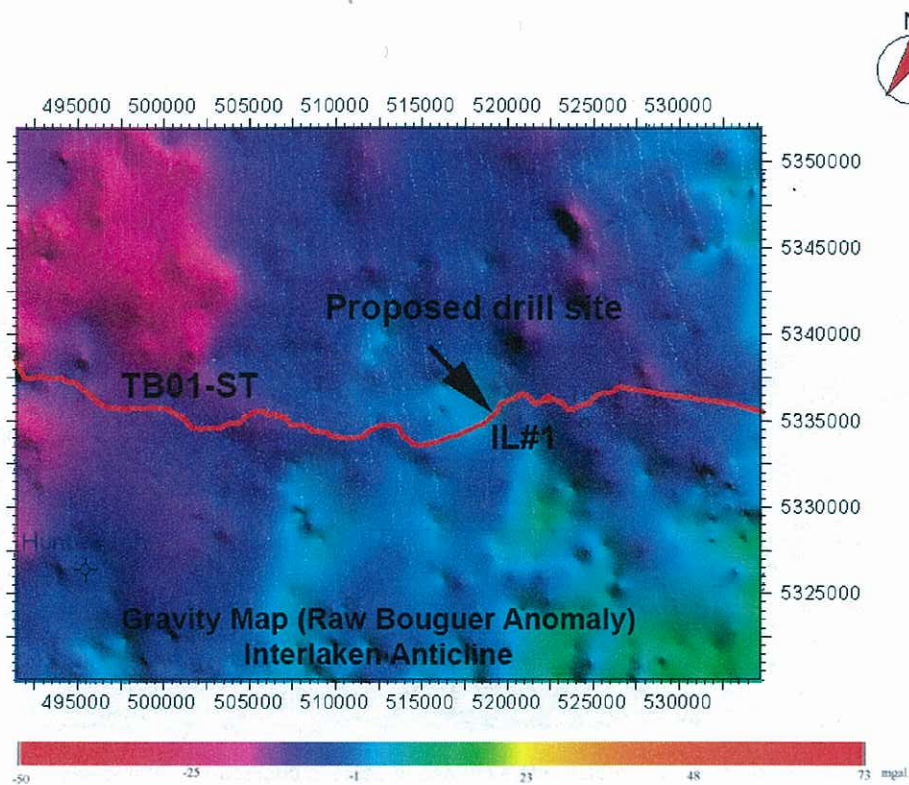 N
495000 500000 505000 510000 515000 520000 525000 530000
5350000
5345000
Proposed drill site
5340000
TB01-ST
5335000
IL#1
5330000
5325000
Gravity Map (Raw Bouguer Anomaly)
Interlaken Anticline
495000 500000 505000 510000 515000 520000 525000 530000
-50 -25 -1 23 48 73 mgal